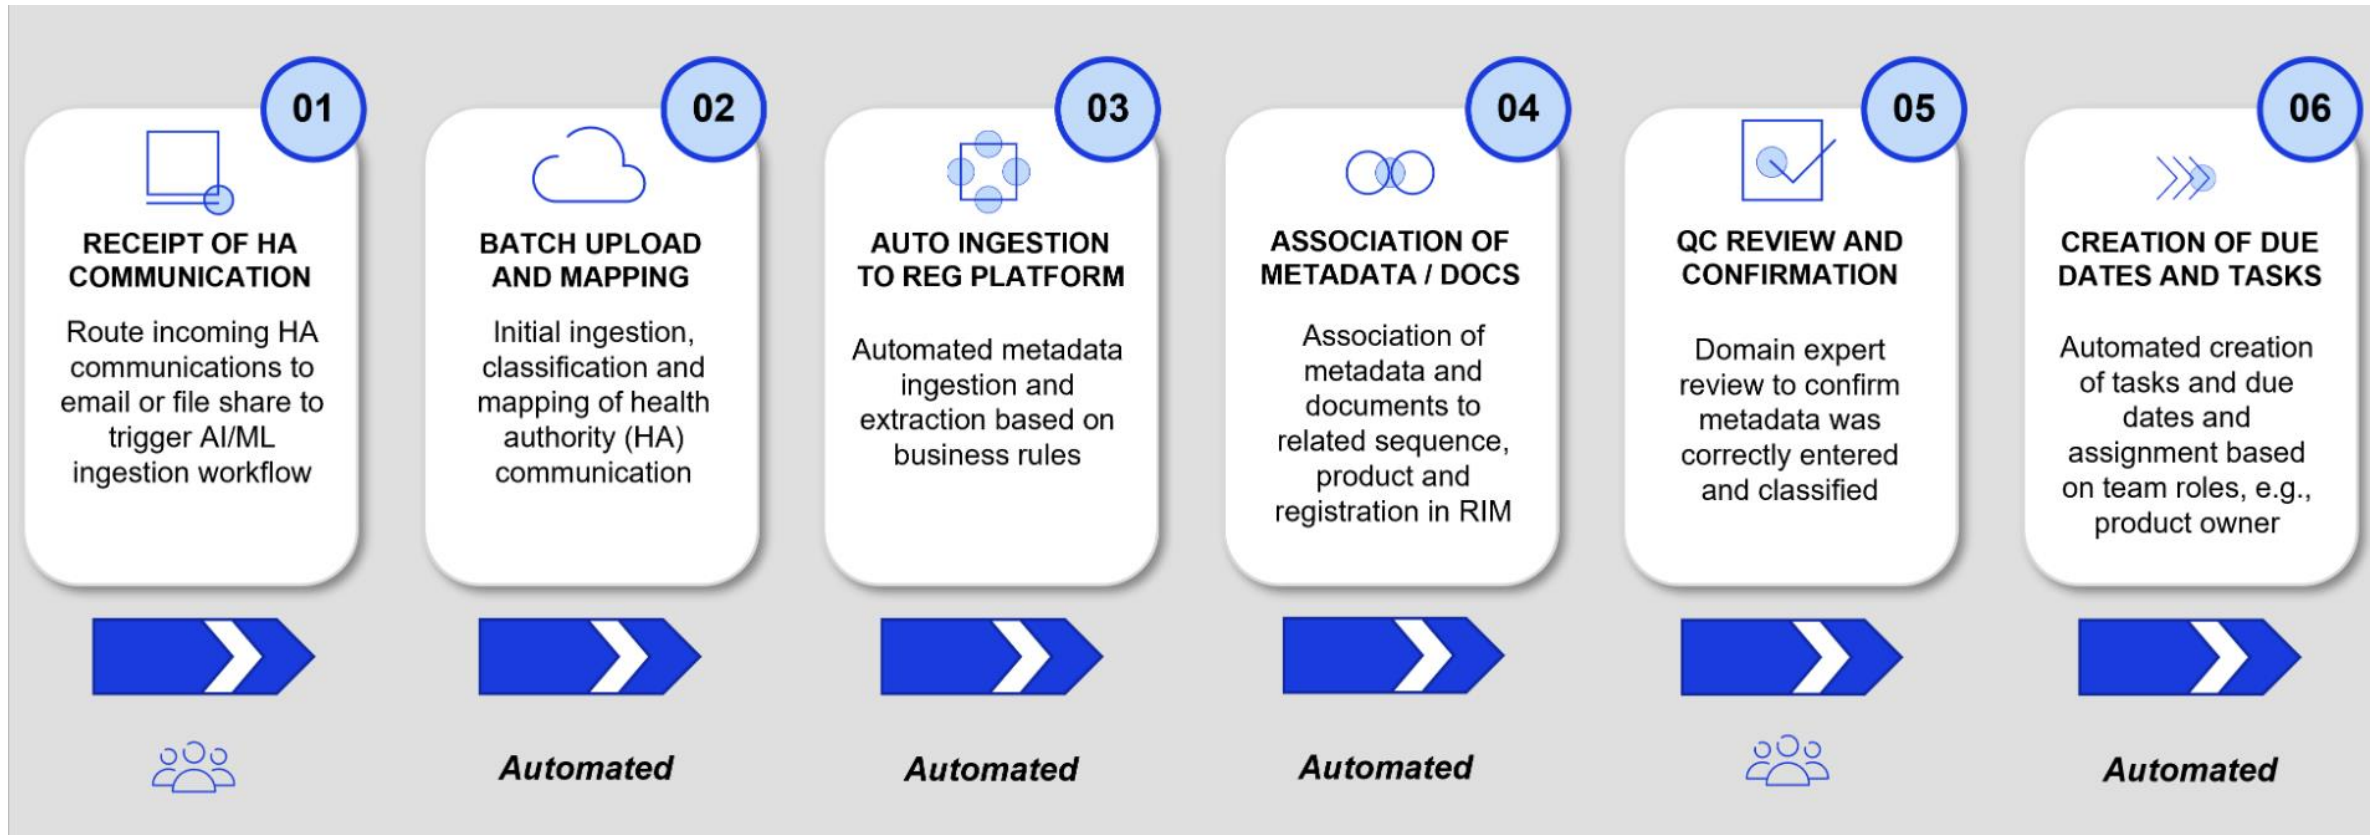 01
RECEIPT OF HA
COMMUNICATION
Route incoming HA
communications to
email or file share to
trigger AI/ML
ingestion workflow
02
BATCH UPLOAD
AND MAPPING
Initial ingestion,
classification and
mapping of health
authority (HA)
communication
Automated
03
AUTO INGESTION
TO REG PLATFORM
Automated metadata
ingestion and
extraction based on
business rules
Automated
04
ASSOCIATION OF
METADATA / DOCS
Association of
metadata and
documents to
related sequence,
product and
registration in RIM
Automated
05
QC REVIEW AND
CONFIRMATION
Domain expert
review to confirm
metadata was
correctly entered
and classified
06
CREATION OF DUE
DATES AND TASKS
Automated creation
of tasks and due
dates and
assignment based
on team roles, e.g.,
product owner
Automated